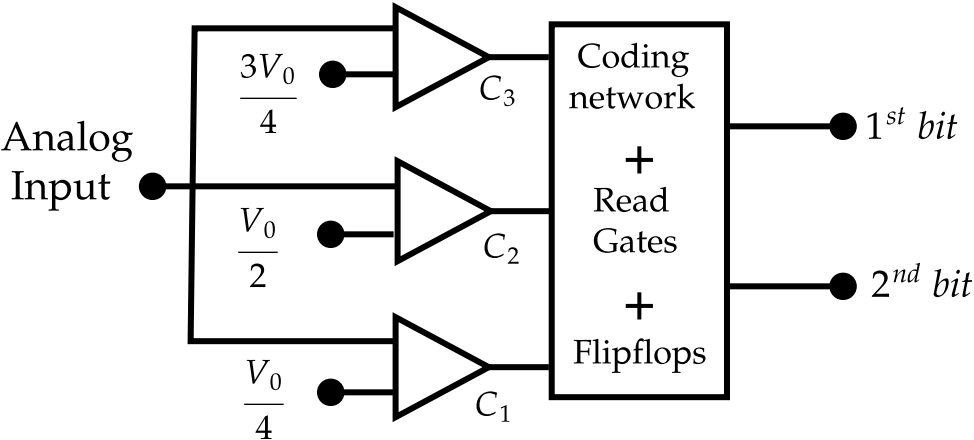 Coding
network
+
Read
Gates
+
Flipflops
Analog
Input
3V₀
4
V₀
2
V₀
4
C₃
C₂
C₁
1ˢᵗ bit
2ⁿᵈ bit